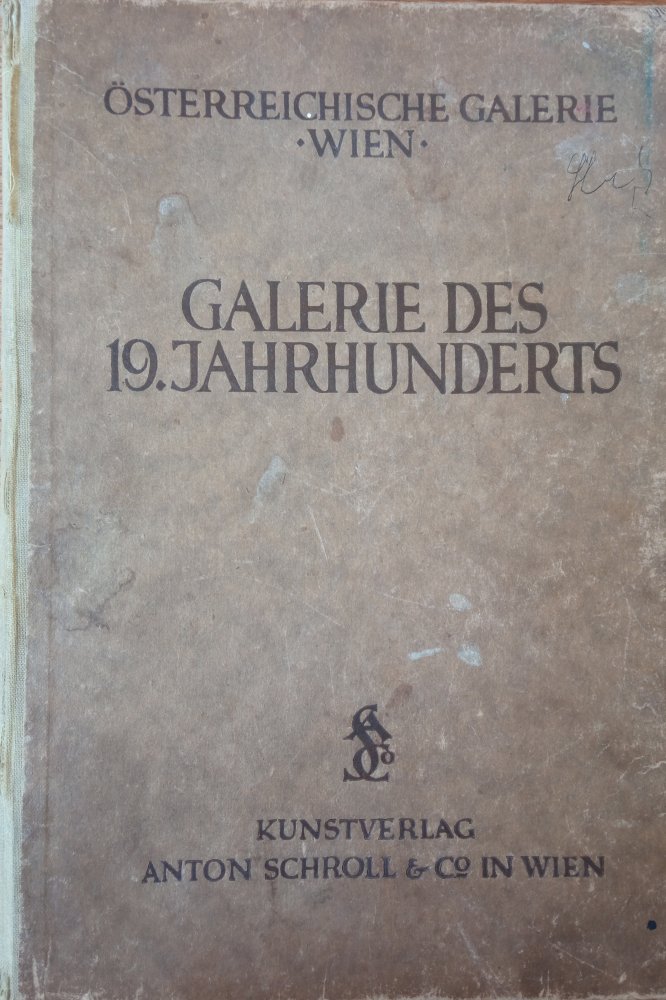 ÖSTERREICHISCHE GALERIE
·WIEN·
GALERIE DES
19. JAHRHUNDERTS
KUNSTVERLAG
ANTON SCHROLL & Co IN WIEN